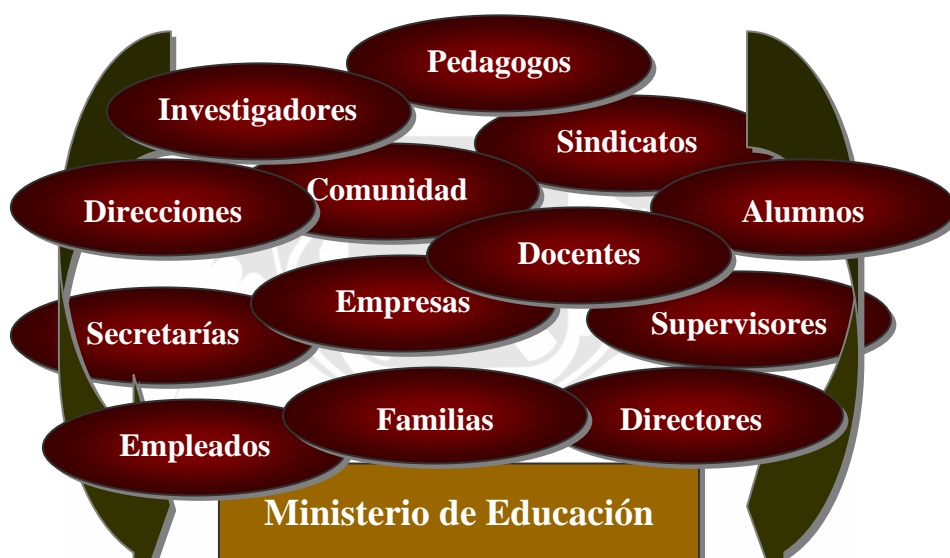 Pedagogos
Investigadores
Sindicatos
Comunidad
Direcciones
Alumnos
Docentes
Empresas
Secretarías
Supervisores
Familias
Directores
Empleados
Ministerio de Educación